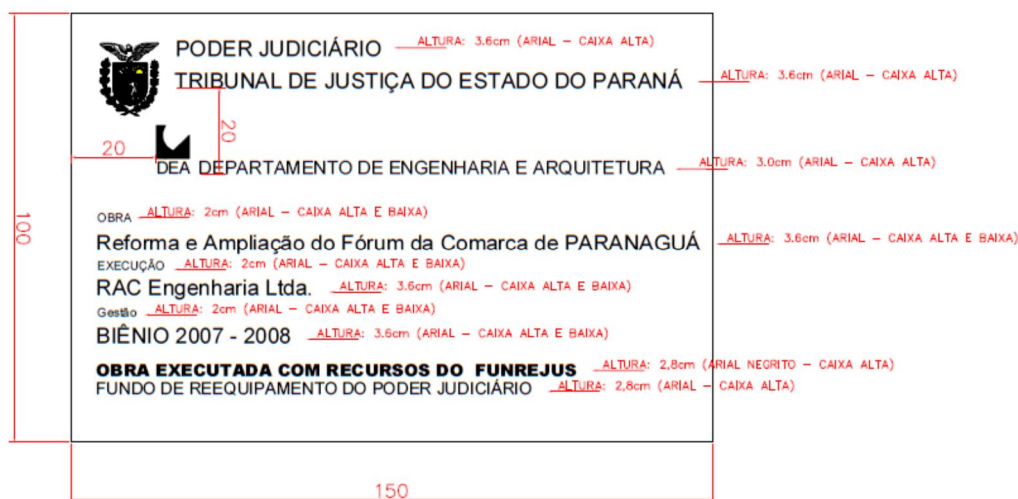 PODER JUDICIÁRIO ALTURA: 3.6cm (ARIAL – CAIXA ALTA)
TRIBUNAL DE JUSTIÇA DO ESTADO DO PARANÁ ALTURA: 3.6cm (ARIAL – CAIXA ALTA)
20
20
DEA DEPARTAMENTO DE ENGENHARIA E ARQUITETURA ALTURA: 3.0cm (ARIAL – CAIXA ALTA)
100
OBRA ALTURA: 2cm (ARIAL – CAIXA ALTA E BAIXA)
Reforma e Ampliação do Fórum da Comarca de PARANAGUÁ ALTURA: 3.6cm (ARIAL – CAIXA ALTA E BAIXA)
EXECUÇÃO ALTURA: 2cm (ARIAL – CAIXA ALTA E BAIXA)
RAC Engenharia Ltda. ALTURA: 3.6cm (ARIAL – CAIXA ALTA E BAIXA)
Gestão ALTURA: 2cm (ARIAL – CAIXA ALTA E BAIXA)
BIÊNIO 2007 - 2008 ALTURA: 3.6cm (ARIAL – CAIXA ALTA E BAIXA)
OBRA EXECUTADA COM RECURSOS DO FUNREJUS ALTURA: 2,8cm (ARIAL NEGRITO – CAIXA ALTA)
FUNDO DE REEQUIPAMENTO DO PODER JUDICIÁRIO ALTURA: 2,8cm (ARIAL – CAIXA ALTA)
150